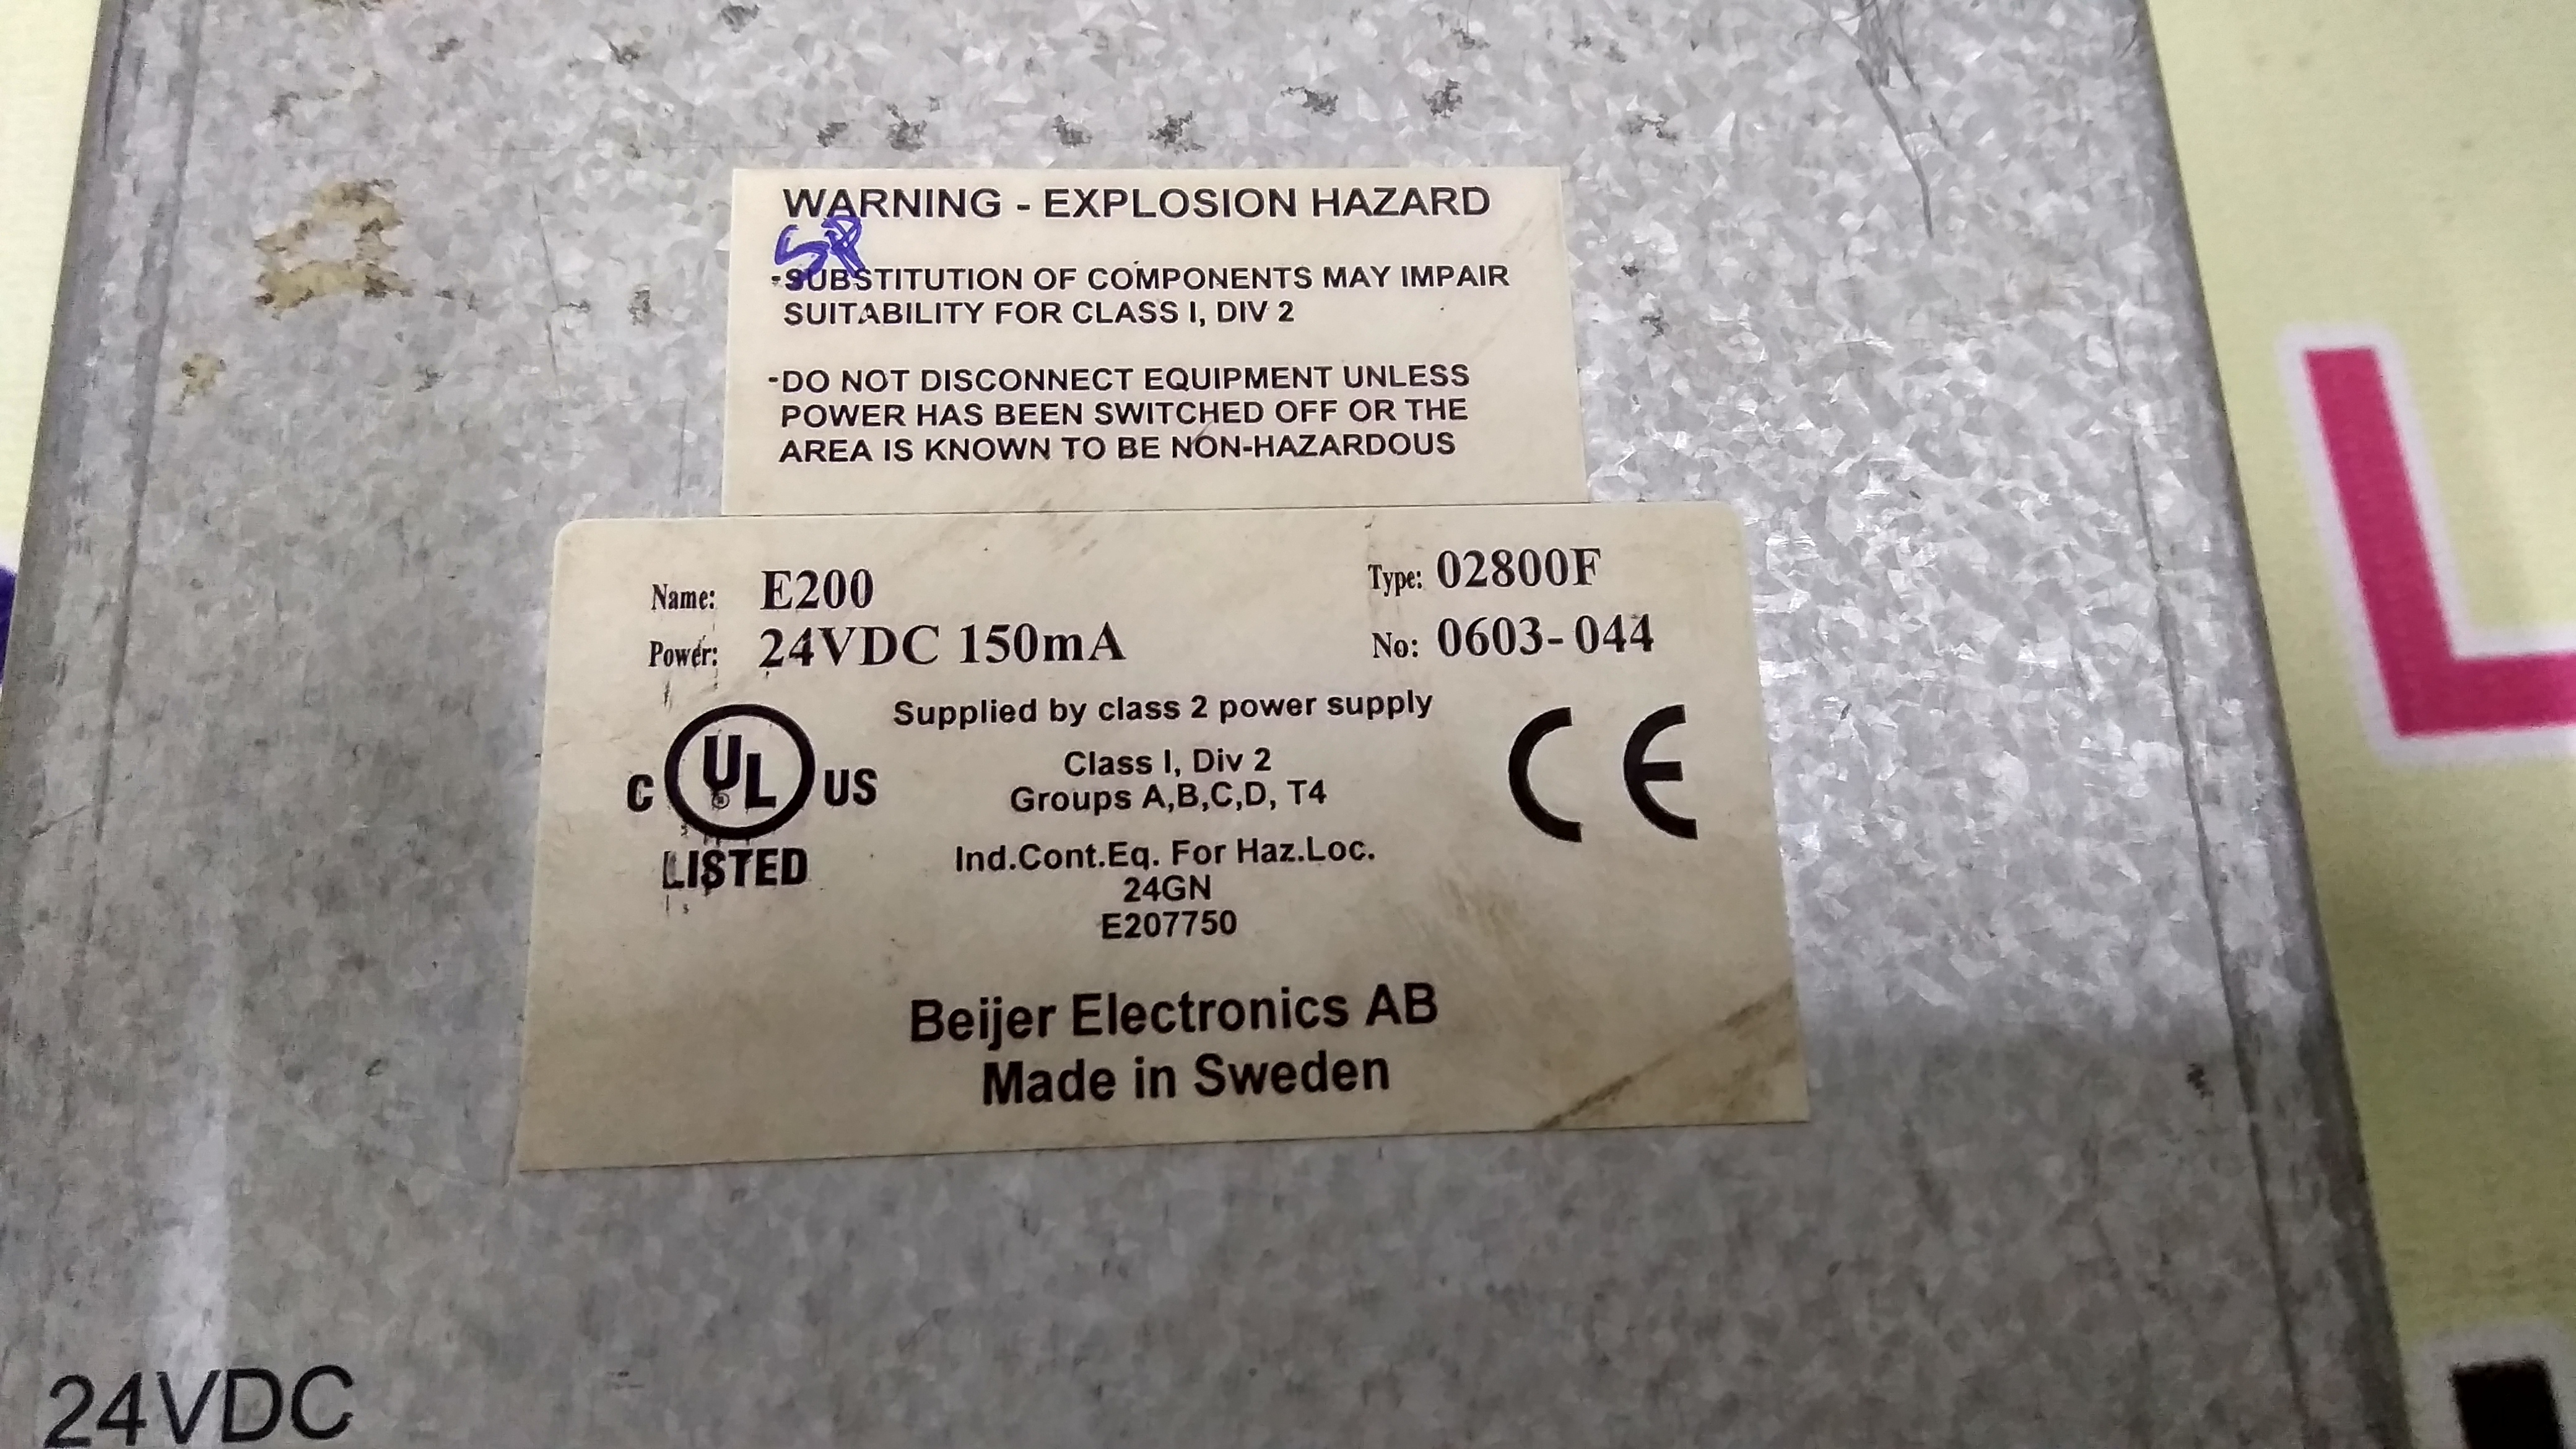 WARNING - EXPLOSION HAZARD
-SUBSTITUTION OF COMPONENTS MAY IMPAIR
SUITABILITY FOR CLASS I, DIV 2
-DO NOT DISCONNECT EQUIPMENT UNLESS
POWER HAS BEEN SWITCHED OFF OR THE
AREA IS KNOWN TO BE NON-HAZARDOUS
Name: E200
Type: 02800F
Power: 24VDC 150mA
No: 0603-044
Supplied by class 2 power supply
C UL US
LISTED
Class I, Div 2
Groups A,B,C,D, T4
CE
Ind.Cont.Eq. For Haz.Loc.
24GN
E207750
Beijer Electronics AB
Made in Sweden
24VDC
L